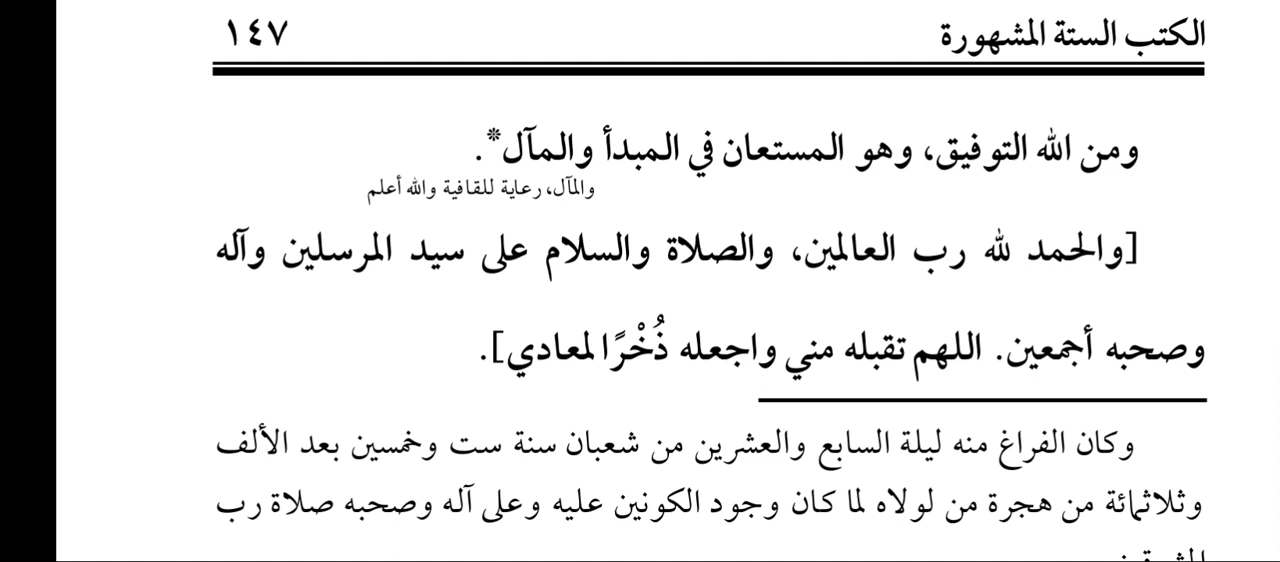 الكتب الستة المشهورة ١٤٧
ومن الله التوفيق، وهو المستعان في المبدأ والمآل*.
والمآل، رعاية للقافية والله أعلم
[والحمد لله رب العالمين، والصلاة والسلام على سيد المرسلين وآله
وصحبه أجمعين. اللهم تقبله مني واجعله ذُخْرًا لمعادي].
وكان الفراغ منه ليلة السابع والعشرين من شعبان سنة ست وخمسين بعد الألف
وثلاثمائة من هجرة من لولاه لما كان وجود الكونين عليه وعلى آله وصحبه صلاة رب